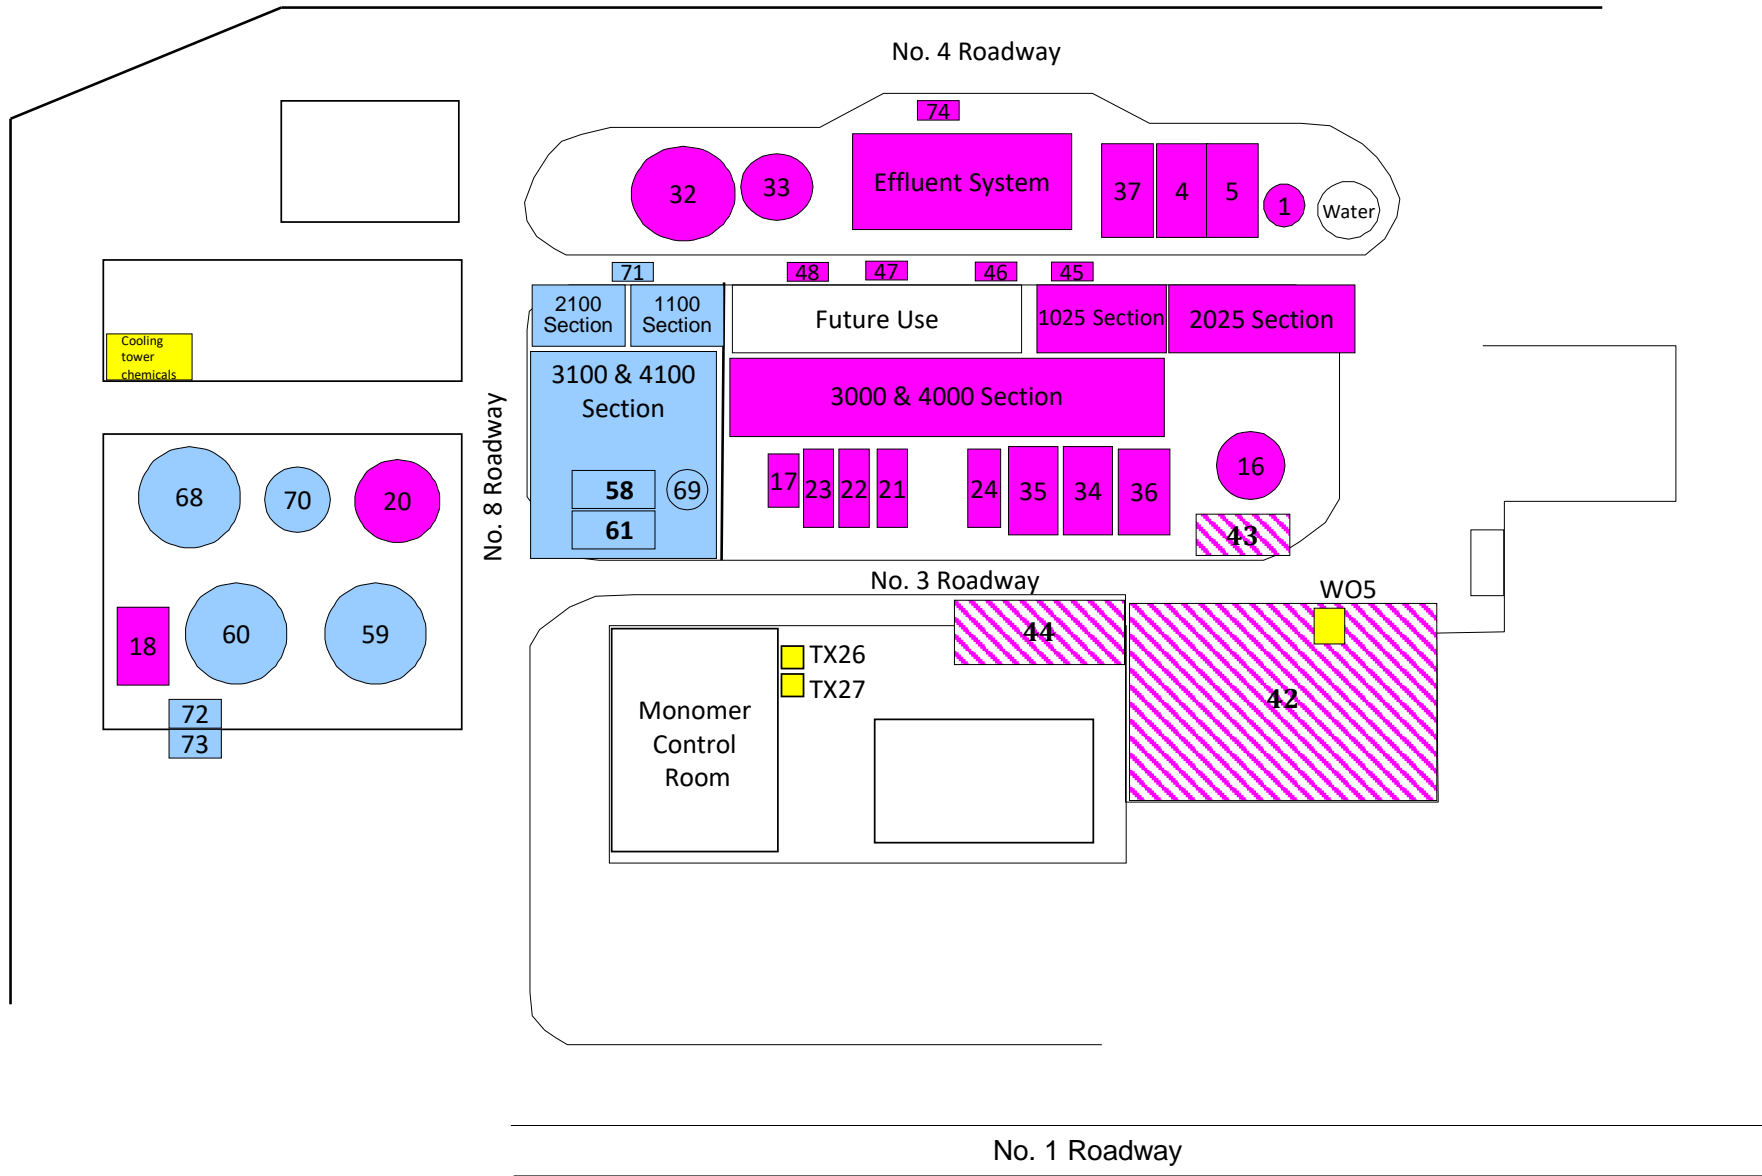 No. 4 Roadway
74
32
33
Effluent System
37
4
5
1
Water
71
48
47
46
45
2100
Section
1100
Section
Future Use
1025 Section
2025 Section
Cooling
tower
chemicals
3100 & 4100
Section
3000 & 4000 Section
No. 8 Roadway
68
70
20
58
69
61
17
23
22
21
24
35
34
36
16
43
No. 3 Roadway
WO5
44
18
60
59
TX26
TX27
42
72
73
Monomer
Control
Room
No. 1 Roadway